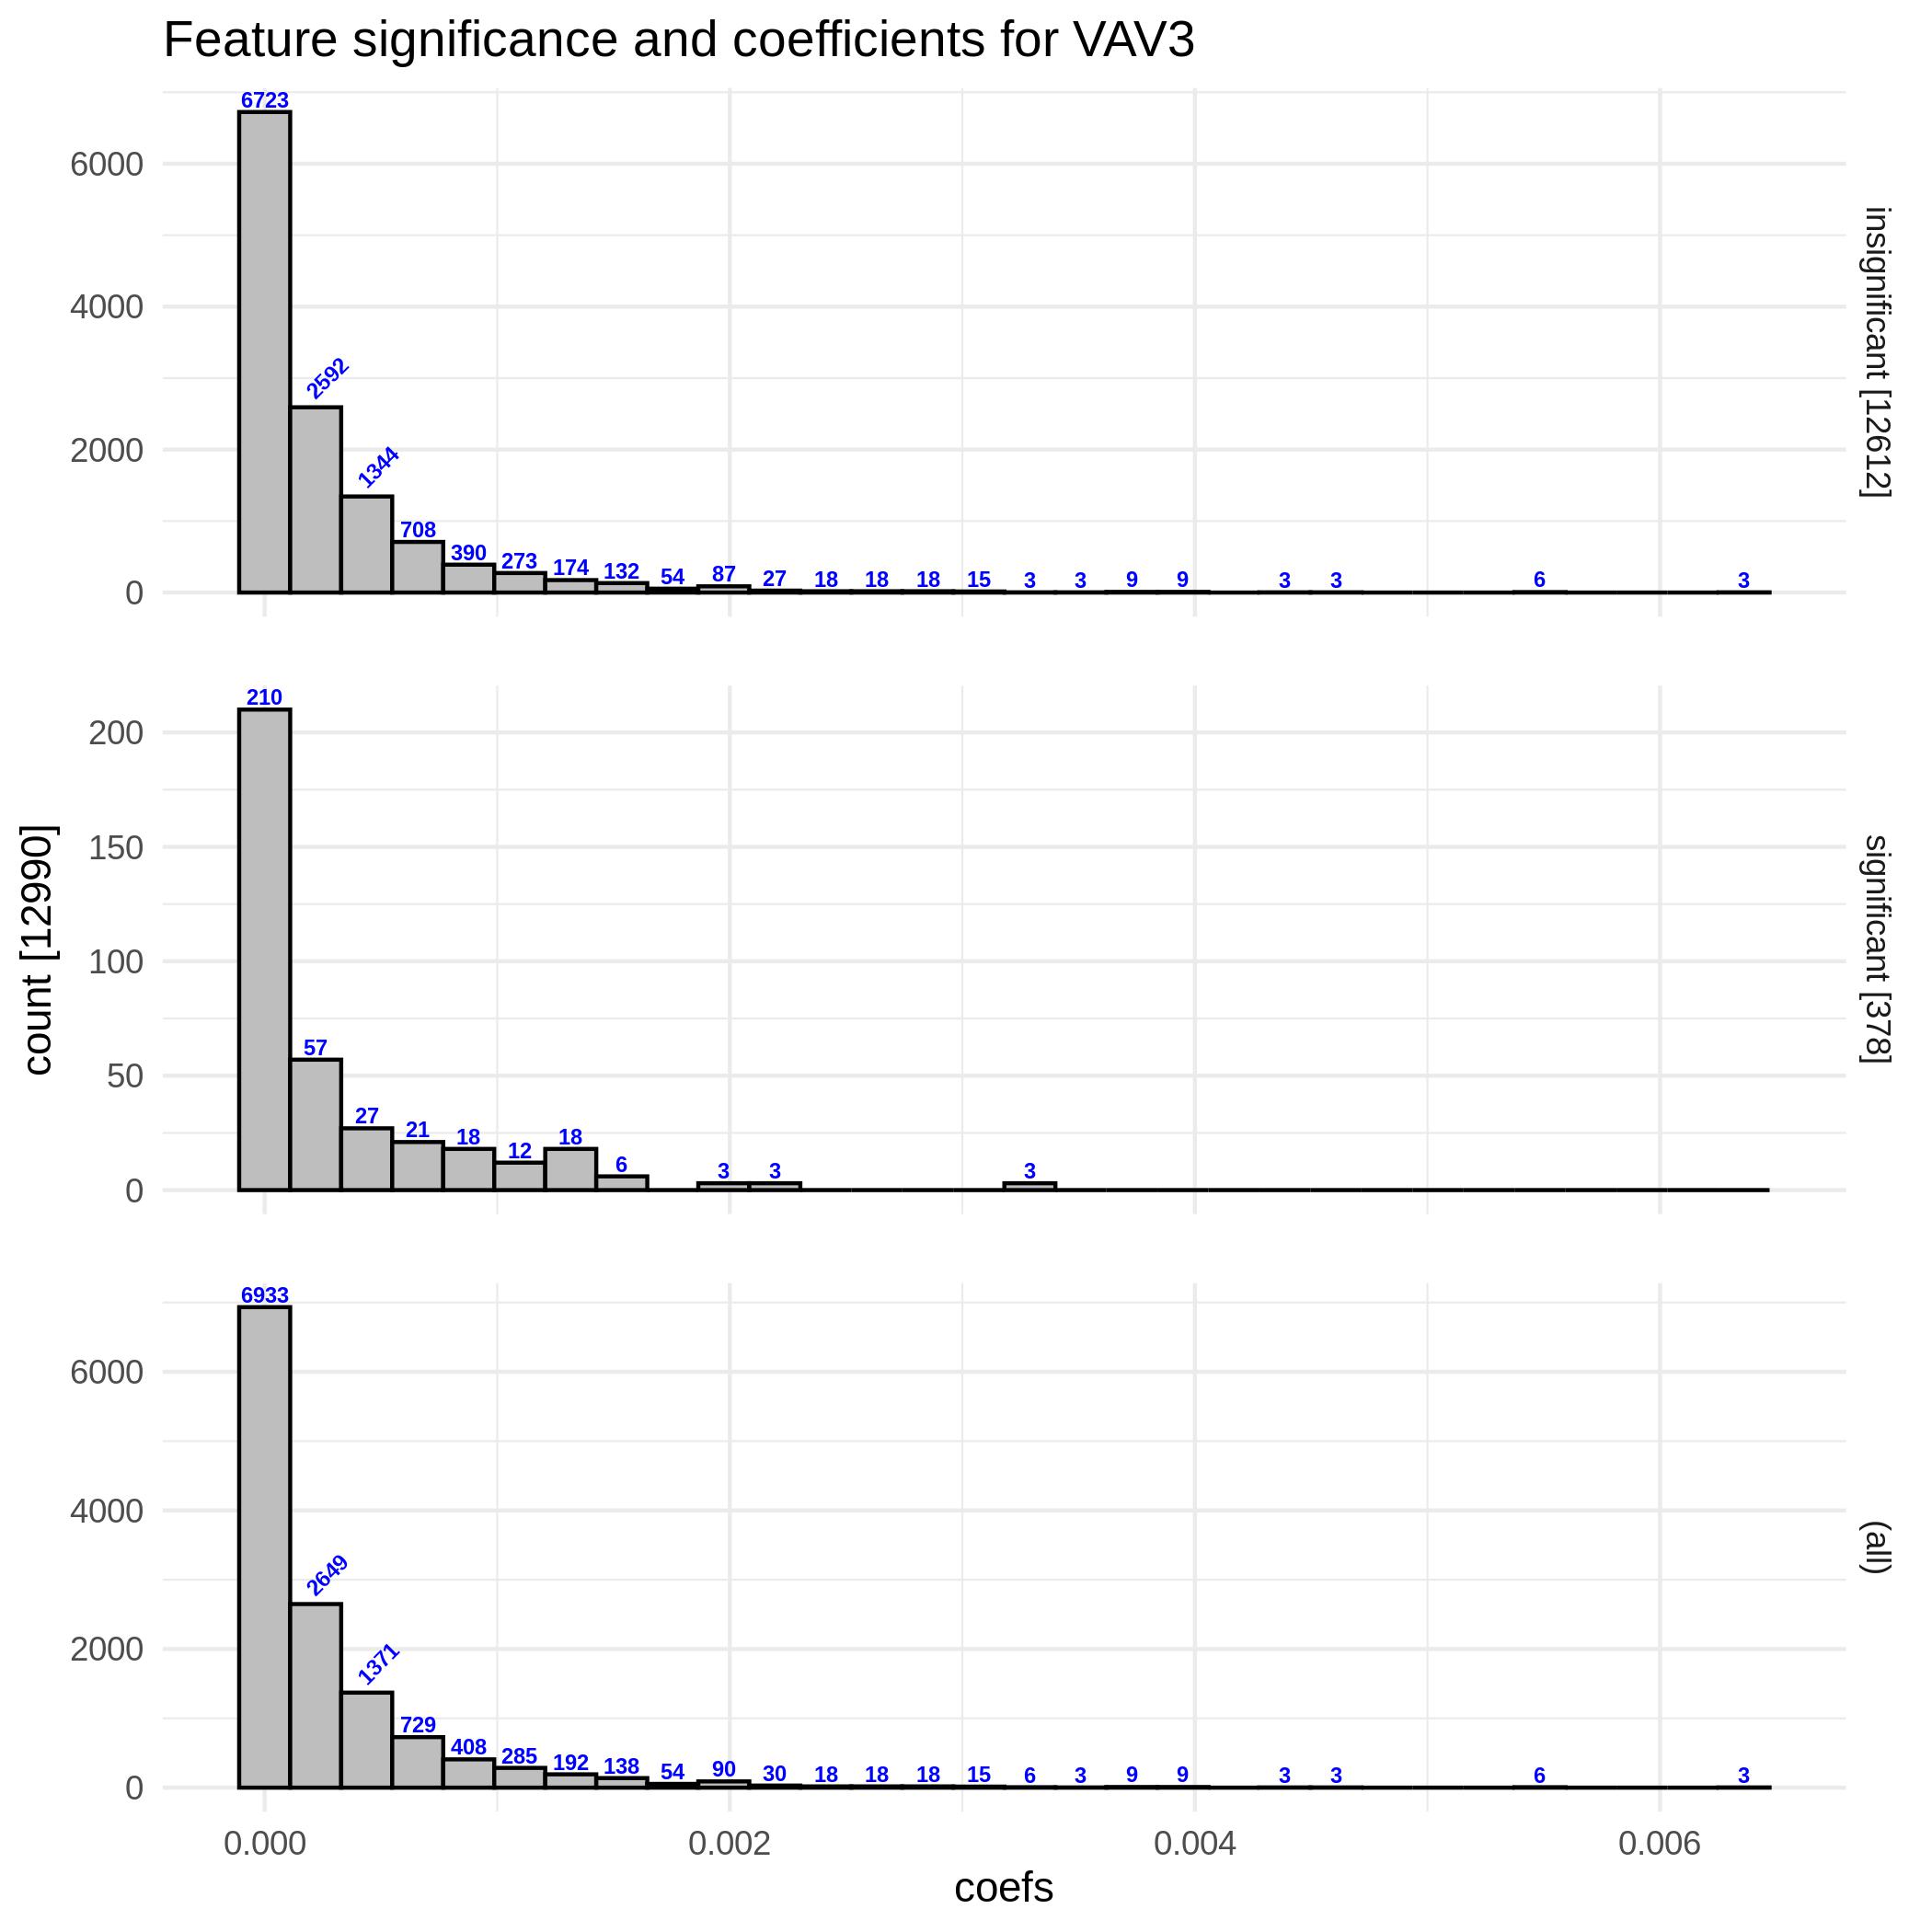 Feature significance and coefficients for VAV3
6723
6000
4000
2592
2000
1344
708
390 273 174 132 54 87 27 18 18 18 15 3 3 9 9 3 3 6 3
0
insignificant [12612]
210
200
150
100
57
50
27 21 18 12 18 6 3 3 3
0
significant [378]
count [12990]
6933
6000
4000
2649
2000
1371
729
408 285 192 138 54 90 30 18 18 18 15 6 3 9 9 3 3 6 3
0
(all)
0.000 0.002 0.004 0.006
coefs